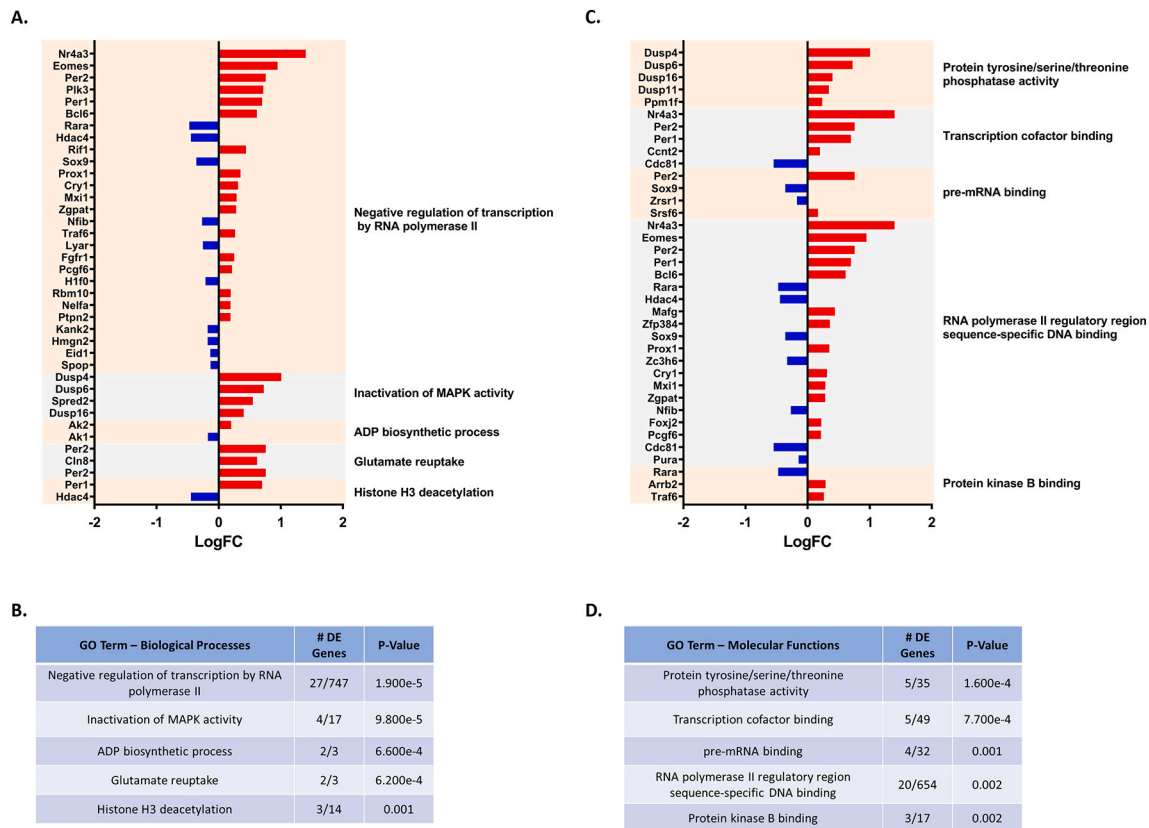 A.
Nr4a3
Eomes
Per2
Plk3
Per1
Bcl6
Rara
Hdac4
Rif1
Sox9
Prox1
Cry1
Mxi1
Zgpat
Nfib
Traf6
Lyar
Fgfr1
Pcgf6
H1f0
Rbm10
Nelfa
Ptpn2
Kank2
Hmgn2
Eid1
Spop
Dusp4
Dusp6
Spred2
Dusp16
Ak2
Ak1
Per2
Cln8
Per2
Per1
Hdac4
Negative regulation of transcription
by RNA polymerase II
Inactivation of MAPK activity
ADP biosynthetic process
Glutamate reuptake
Histone H3 deacetylation
-2 -1 0 1 2
LogFC
C.
Dusp4
Dusp6
Dusp16
Dusp11
Ppm1f
Nr4a3
Per2
Per1
Ccnt2
Cdc81
Per2
Sox9
Zrsr1
Srsf6
Nr4a3
Eomes
Per2
Per1
Bcl6
Rara
Hdac4
Mafg
Zfp384
Sox9
Prox1
Zc3h6
Cry1
Mxi1
Zgpat
Nfib
Foxj2
Pcgf6
Cdc81
Pura
Rara
Arrb2
Traf6
Protein tyrosine/serine/threonine
phosphatase activity
Transcription cofactor binding
pre-mRNA binding
RNA polymerase II regulatory region
sequence-specific DNA binding
Protein kinase B binding
-2 -1 0 1 2
LogFC
B.
GO Term – Biological Processes # DE Genes P-Value
Negative regulation of transcription by RNA polymerase II 27/747 1.900e-5
Inactivation of MAPK activity 4/17 9.800e-5
ADP biosynthetic process 2/3 6.600e-4
Glutamate reuptake 2/3 6.200e-4
Histone H3 deacetylation 3/14 0.001
D.
GO Term – Molecular Functions # DE Genes P-Value
Protein tyrosine/serine/threonine phosphatase activity 5/35 1.600e-4
Transcription cofactor binding 5/49 7.700e-4
pre-mRNA binding 4/32 0.001
RNA polymerase II regulatory region sequence-specific DNA binding 20/654 0.002
Protein kinase B binding 3/17 0.002